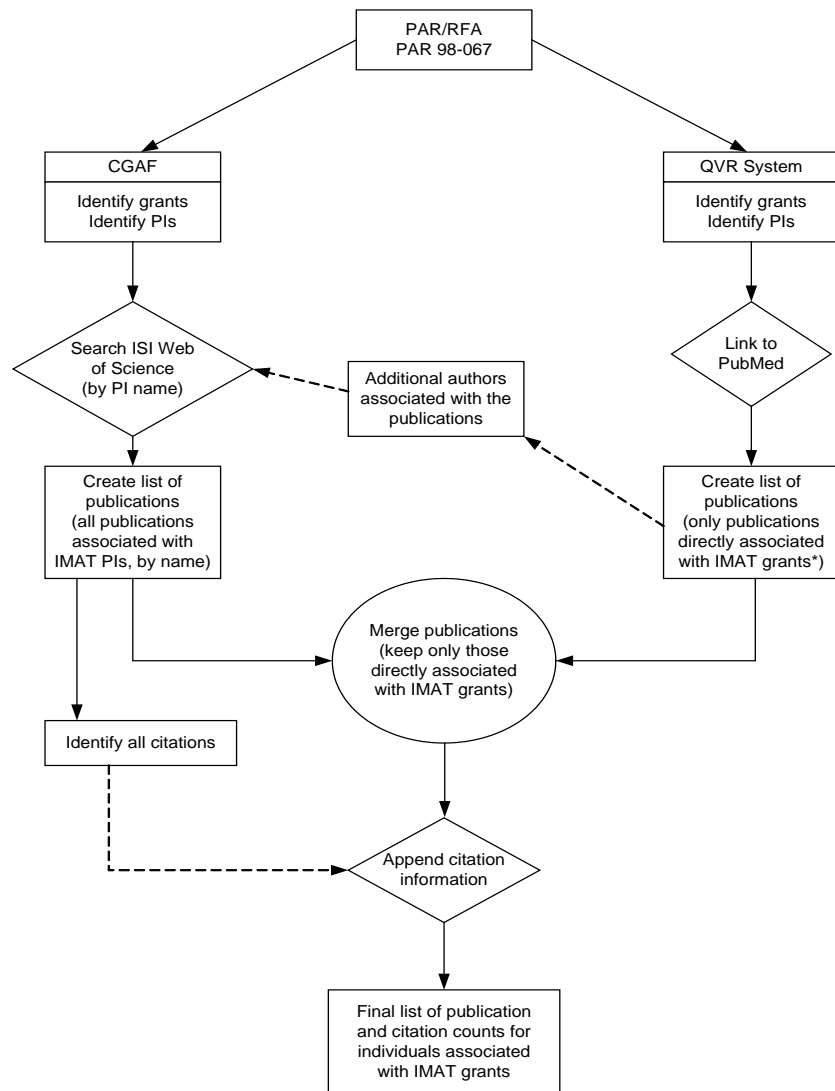 PAR/RFA
PAR 98-067
CGAF
Identify grants
Identify PIs
QVR System
Identify grants
Identify PIs
Search ISI Web
of Science
(by PI name)
Additional authors
associated with the
publications
Link to
PubMed
Create list of
publications
(all publications
associated with
IMAT PIs, by name)
Create list of
publications
(only publications
directly associated
with IMAT grants*)
Merge publications
(keep only those
directly associated
with IMAT grants)
Identify all citations
Append citation
information
Final list of publication
and citation counts for
individuals associated
with IMAT grants